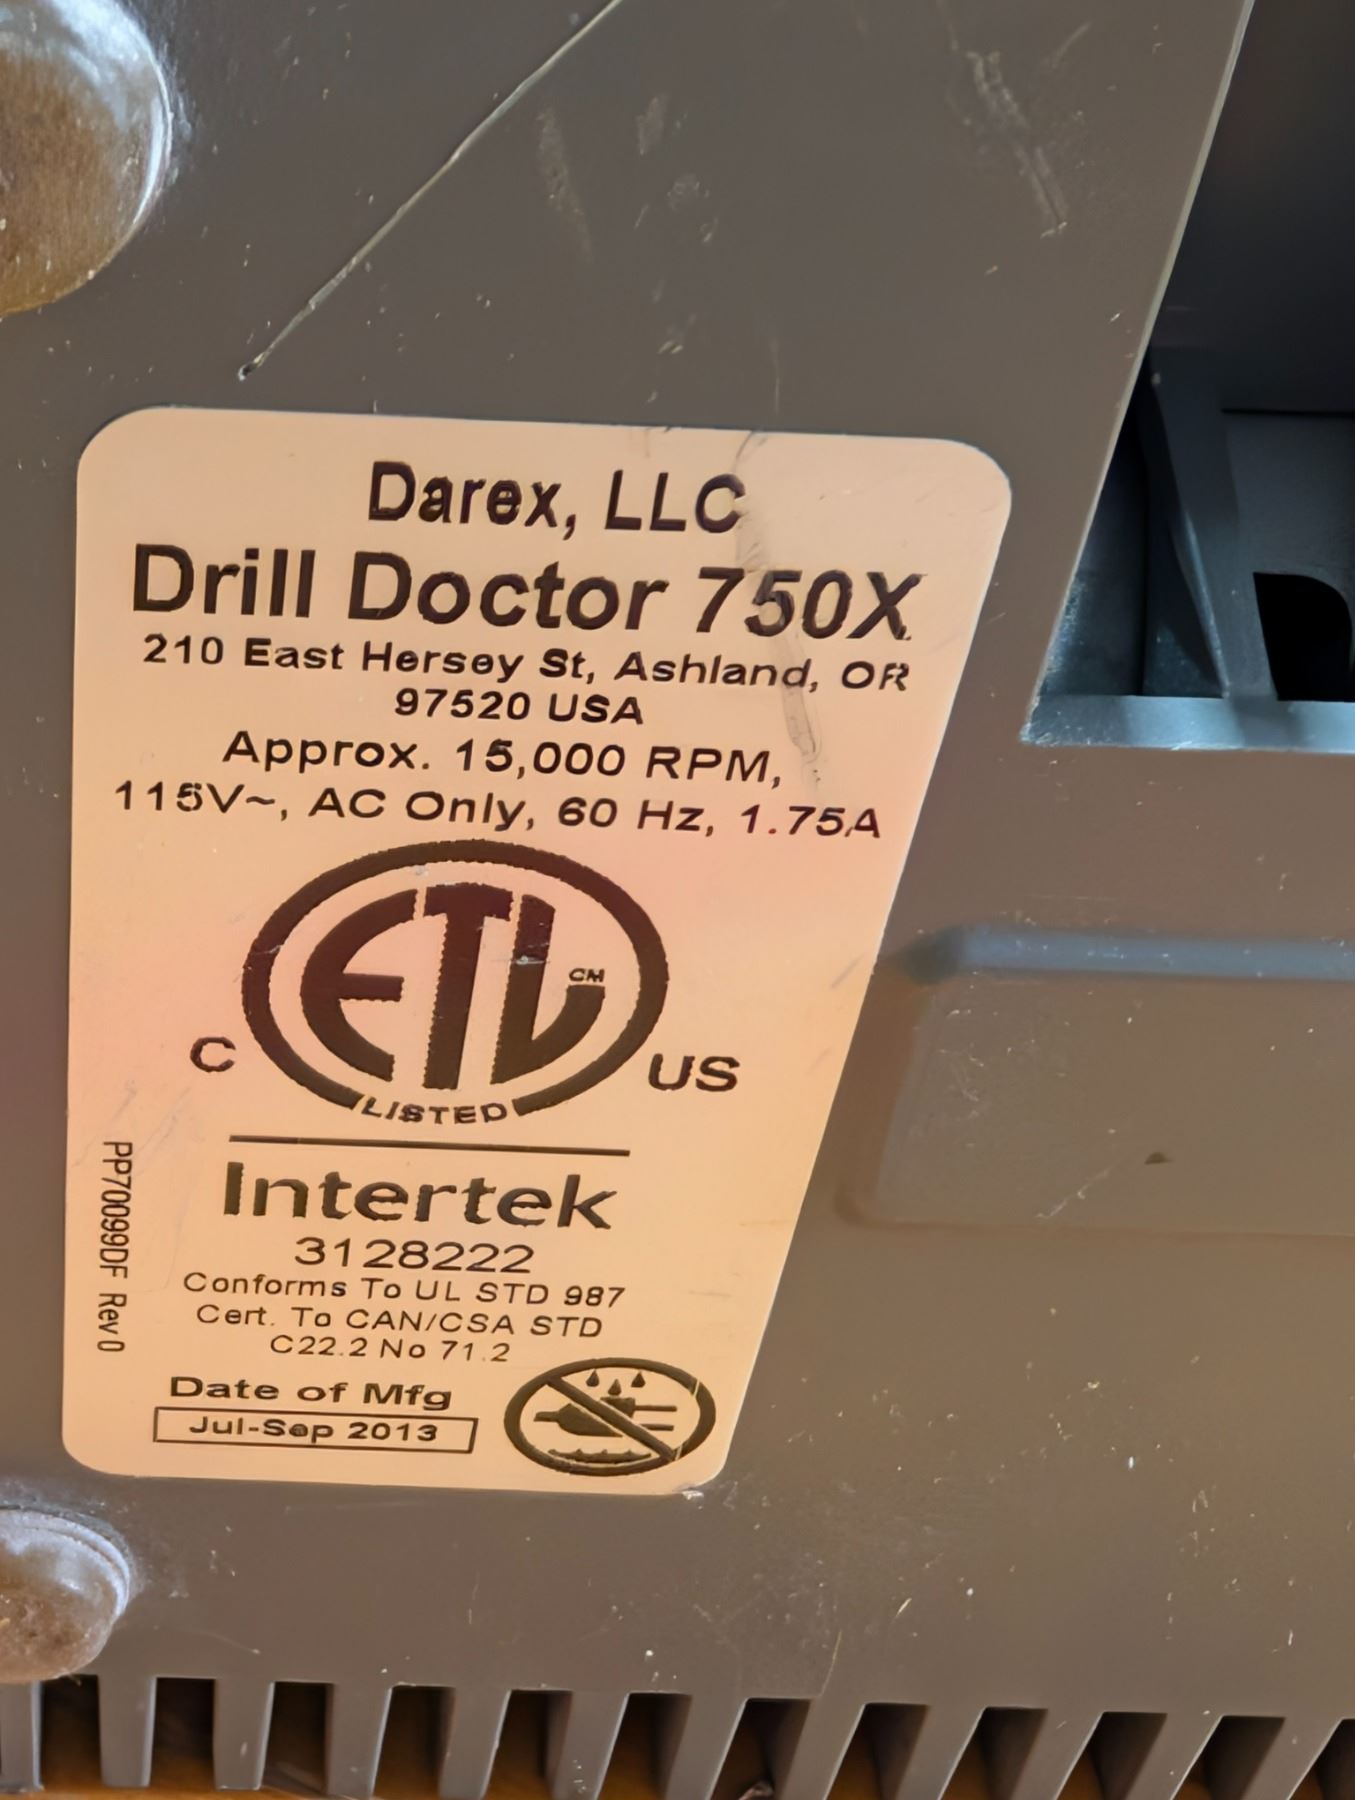 Darex, LLC
Drill Doctor 750X
210 East Hersey St, Ashland, OR
97520 USA
Approx. 15,000 RPM,
115V~, AC Only, 60 Hz, 1.75A
ETL
CM
C
US
LISTED
Intertek
3128222
Conforms To UL STD 987
Cert. To CAN/CSA STD
C22.2 No 71.2
Date of Mfg
Jul-Sep 2013
PP70099DF Rev 0